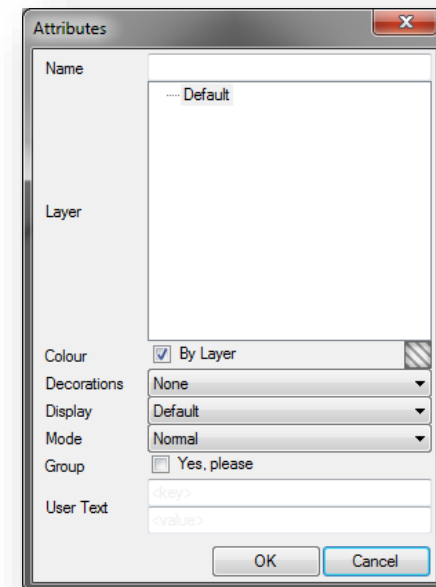 Attributes
Name
Default
Layer
Colour By Layer
Decorations None
Display Default
Mode Normal
Group Yes, please
<key>
User Text
<value>
OK Cancel